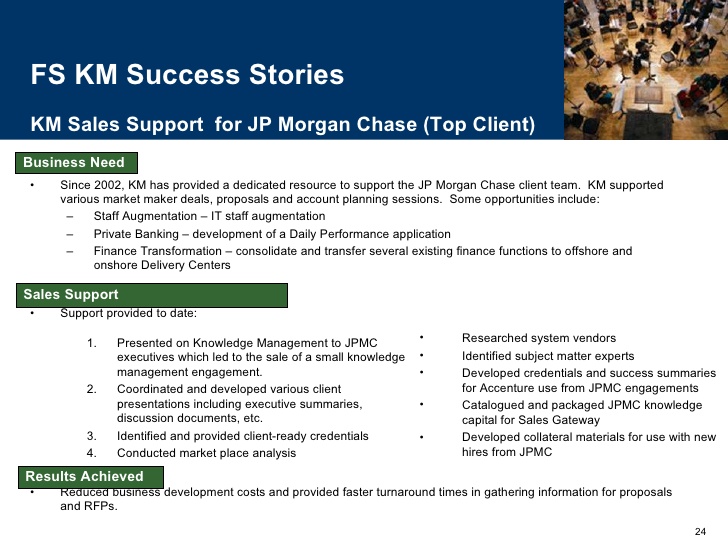 FS KM Success Stories
KM Sales Support  for JP Morgan Chase (Top Client)
Business Need
• Since 2002, KM has provided a dedicated resource to support the JP Morgan Chase client team.  KM supported
various market maker deals, proposals and account planning sessions.  Some opportunities include:
– Staff Augmentation – IT staff augmentation
– Private Banking – development of a Daily Performance application
– Finance Transformation – consolidate and transfer several existing finance functions to offshore and
onshore Delivery Centers
Sales Support
• Support provided to date:
1. Presented on Knowledge Management to JPMC
executives which led to the sale of a small knowledge
management engagement.
2. Coordinated and developed various client
presentations including executive summaries,
discussion documents, etc.
3. Identified and provided client-ready credentials
4. Conducted market place analysis
• Researched system vendors
• Identified subject matter experts
• Developed credentials and success summaries
for Accenture use from JPMC engagements
• Catalogued and packaged JPMC knowledge
capital for Sales Gateway
• Developed collateral materials for use with new
hires from JPMC
Results Achieved
• Reduced business development costs and provided faster turnaround times in gathering information for proposals
and RFPs.
24